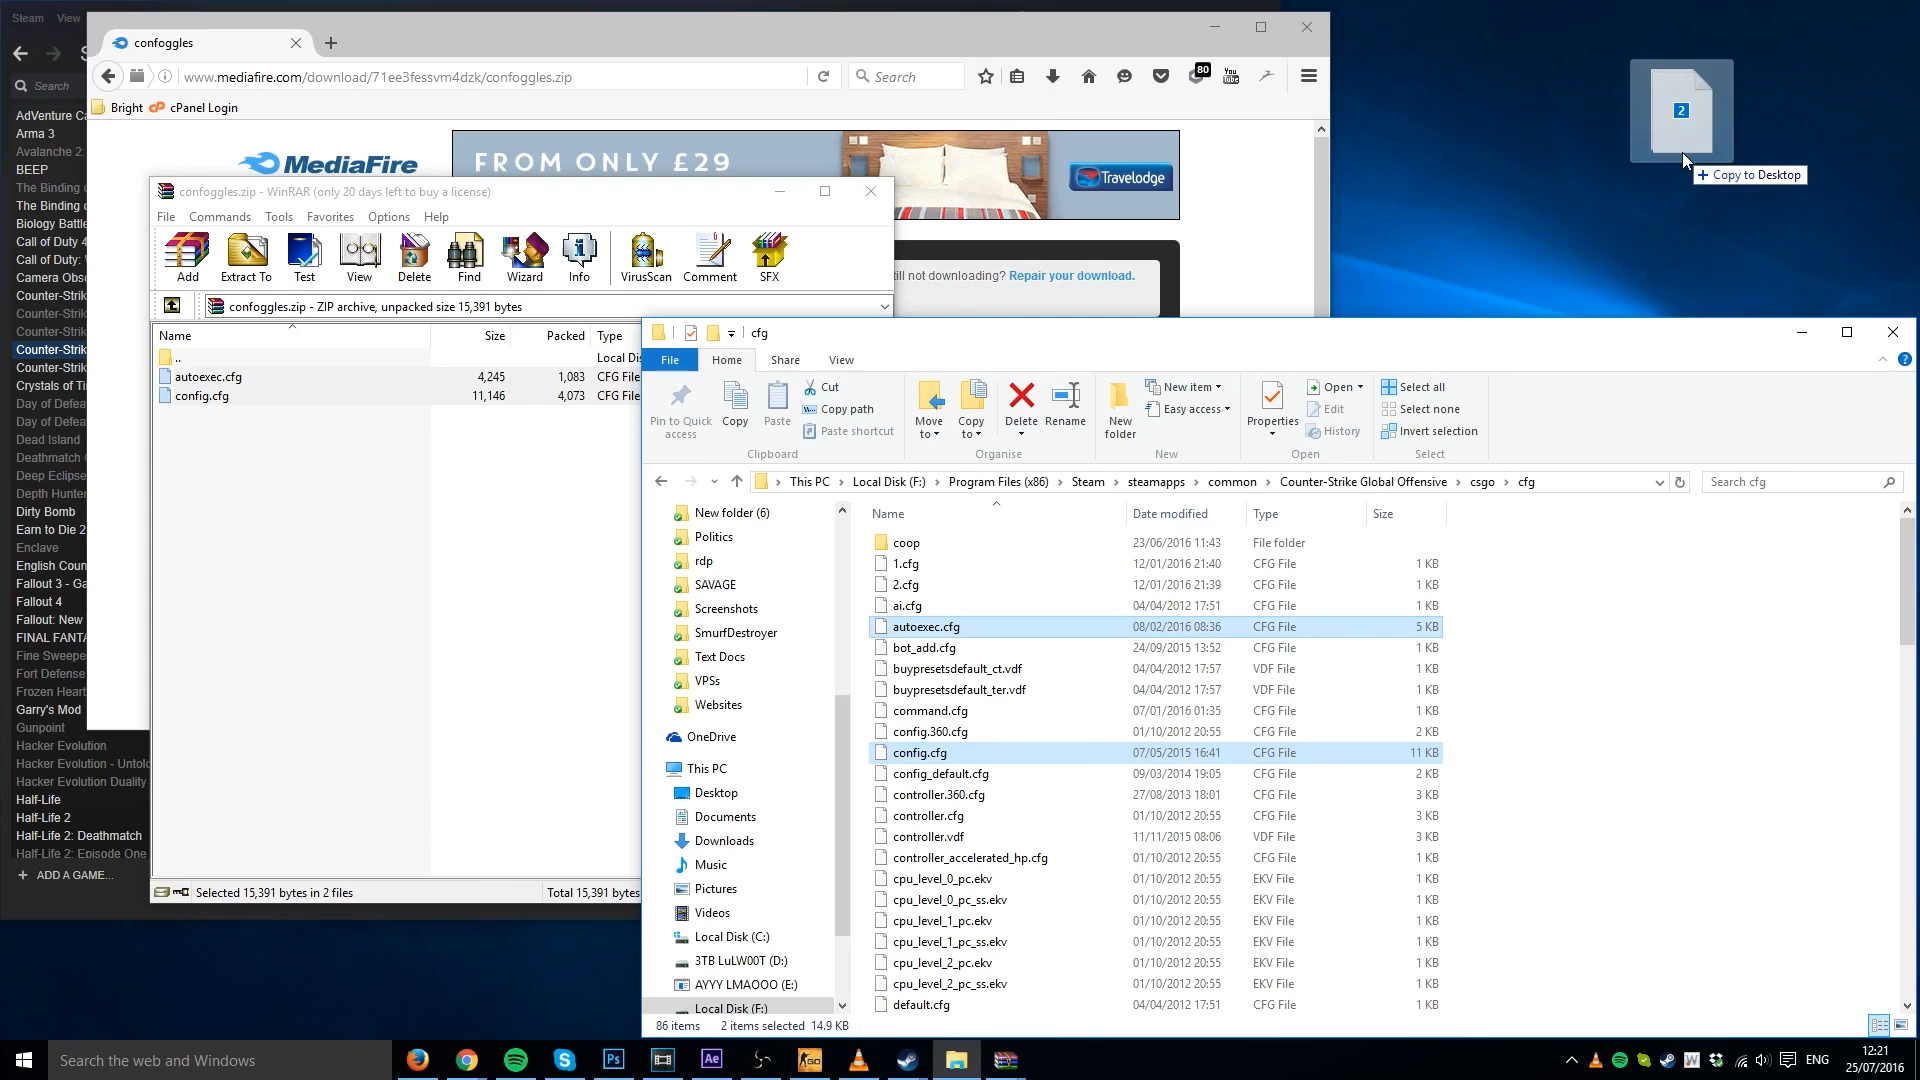 Steam View
confoggles
www.mediafire.com/download/71ee3fessvm4dzk/confoggles.zip
Search
80
You Tube
Bright
cPanel Login
MediaFire
FROM ONLY £29
Travelodge
till not downloading? Repair your download.
2
+ Copy to Desktop
Search
AdVenture Ca
Arma 3
Avalanche 2:
BEEP
The Binding o
The Binding o
Biology Battle
Call of Duty 4
Call of Duty:
Camera Obsc
Counter-Strik
Counter-Strik
Counter-Strik
Counter-Strik
Counter-Strik
Crystals of Ti
Day of Defea
Day of Defea
Dead Island
Deathmatch
Deep Eclipse
Depth Hunter
Dirty Bomb
Earn to Die 2
Enclave
English Coun
Fallout 3 - Ga
Fallout 4
Fallout: New
FINAL FANTA
Fine Sweepe
Fort Defense
Frozen Heart
Garry's Mod
Gunpoint
Hacker Evolution
Hacker Evolution - Untold
Hacker Evolution Duality
Half-Life
Half-Life 2
Half-Life 2: Deathmatch
Half-Life 2: Episode One
+ ADD A GAME...
confoggles.zip - WinRAR (only 20 days left to buy a license)
File Commands Tools Favorites Options Help
Add Extract To Test View Delete Find Wizard Info VirusScan Comment SFX
confoggles.zip - ZIP archive, unpacked size 15,391 bytes
Name Size Packed Type
.. Local Dis
autoexec.cfg 4,245 1,083 CFG File
config.cfg 11,146 4,073 CFG File
Selected 15,391 bytes in 2 files
Total 15,391 bytes
cfg
File Home Share View
Pin to Quick access
Copy
Paste
Cut
Copy path
Paste shortcut
Clipboard
Move to
Copy to
Delete
Rename
Organise
New folder
New item
Easy access
New
Properties
Open
Edit
History
Open
Select all
Select none
Invert selection
Select
This PC > Local Disk (F:) > Program Files (x86) > Steam > steamapps > common > Counter-Strike Global Offensive > csgo > cfg
Search cfg
New folder (6)
Politics
rdp
SAVAGE
Screenshots
SmurfDestroyer
Text Docs
VPSs
Websites
OneDrive
This PC
Desktop
Documents
Downloads
Music
Pictures
Videos
Local Disk (C:)
3TB LuLW00T (D:)
AYYY LMAOOO (E:)
Local Disk (F:)
Name Date modified Type Size
coop 23/06/2016 11:43 File folder
1.cfg 12/01/2016 21:40 CFG File 1 KB
2.cfg 12/01/2016 21:39 CFG File 1 KB
ai.cfg 04/04/2012 17:51 CFG File 1 KB
autoexec.cfg 08/02/2016 08:36 CFG File 5 KB
bot_add.cfg 24/09/2015 13:52 CFG File 1 KB
buypresetsdefault_ct.vdf 04/04/2012 17:57 VDF File 1 KB
buypresetsdefault_ter.vdf 04/04/2012 17:57 VDF File 1 KB
command.cfg 07/01/2016 01:35 CFG File 1 KB
config.360.cfg 01/10/2012 20:55 CFG File 2 KB
config.cfg 07/05/2015 16:41 CFG File 11 KB
config_default.cfg 09/03/2014 19:05 CFG File 2 KB
controller.360.cfg 27/08/2013 18:01 CFG File 3 KB
controller.cfg 01/10/2012 20:55 CFG File 3 KB
controller.vdf 11/11/2015 08:06 VDF File 3 KB
controller_accelerated_hp.cfg 01/10/2012 20:55 CFG File 1 KB
cpu_level_0_pc.ekv 01/10/2012 20:55 EKV File 1 KB
cpu_level_0_pc_ss.ekv 01/10/2012 20:55 EKV File 1 KB
cpu_level_1_pc.ekv 01/10/2012 20:55 EKV File 1 KB
cpu_level_1_pc_ss.ekv 01/10/2012 20:55 EKV File 1 KB
cpu_level_2_pc.ekv 01/10/2012 20:55 EKV File 1 KB
cpu_level_2_pc_ss.ekv 01/10/2012 20:55 EKV File 1 KB
default.cfg 04/04/2012 17:51 CFG File 1 KB
86 items 2 items selected 14.9 KB
Search the web and Windows
Ps
Ae
GO
ENG
12:21
25/07/2016